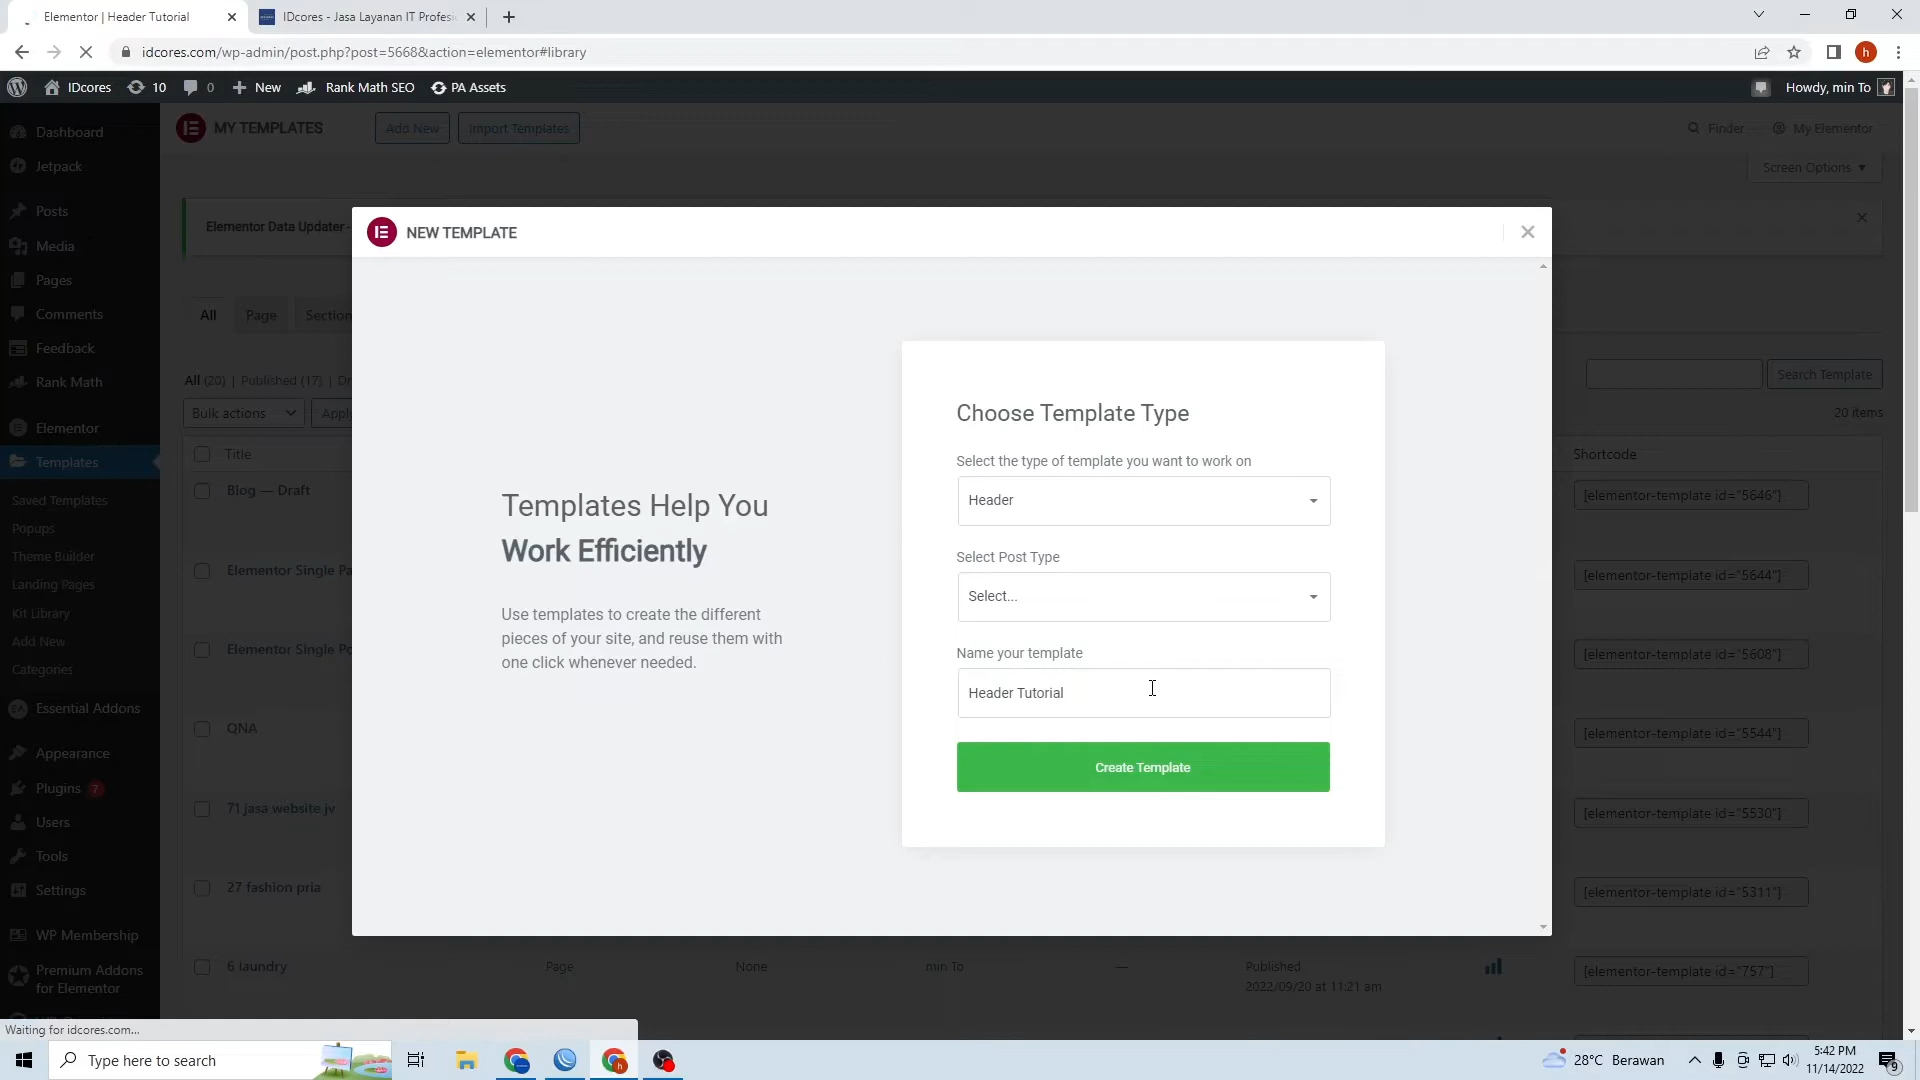 Elementor | Header Tutorial
IDcores - Jasa Layanan IT Profesi
idcores.com/wp-admin/post.php?post=5668&action=elementor#library
h
IDcores 10 0 New Rank Math SEO PA Assets
Howdy, min To
Dashboard
Jetpack
Posts
Media
Pages
Comments
Feedback
Rank Math
Elementor
Templates
Saved Templates
Popups
Theme Builder
Landing Pages
Kit Library
Add New
Categories
Essential Addons
Appearance
Plugins 7
Users
Tools
Settings
WP Membership
Premium Addons
for Elementor
MY TEMPLATES
Add New
Import Templates
Finder
My Elementor
Screen Options
Elementor Data Updater -
All
Page
Section
All (20) | Published (17) |
Bulk actions
Apply
Search Template
20 items
Title
Shortcode
Blog — Draft
[elementor-template id="5646"]
Elementor Single
[elementor-template id="5644"]
Elementor Single
[elementor-template id="5608"]
QNA
[elementor-template id="5544"]
71 jasa website.jv
[elementor-template id="5530"]
27 fashion pria
[elementor-template id="5311"]
6 laundry
Page
None
min To
—
Published
2022/09/20 at 11:21 am
[elementor-template id="757"]
NEW TEMPLATE
Templates Help You
Work Efficiently
Use templates to create the different
pieces of your site, and reuse them with
one click whenever needed.
Choose Template Type
Select the type of template you want to work on
Header
Select Post Type
Select...
Name your template
Header Tutorial
Create Template
Waiting for idcores.com...
Type here to search
28°C Berawan
5:42 PM
11/14/2022
9